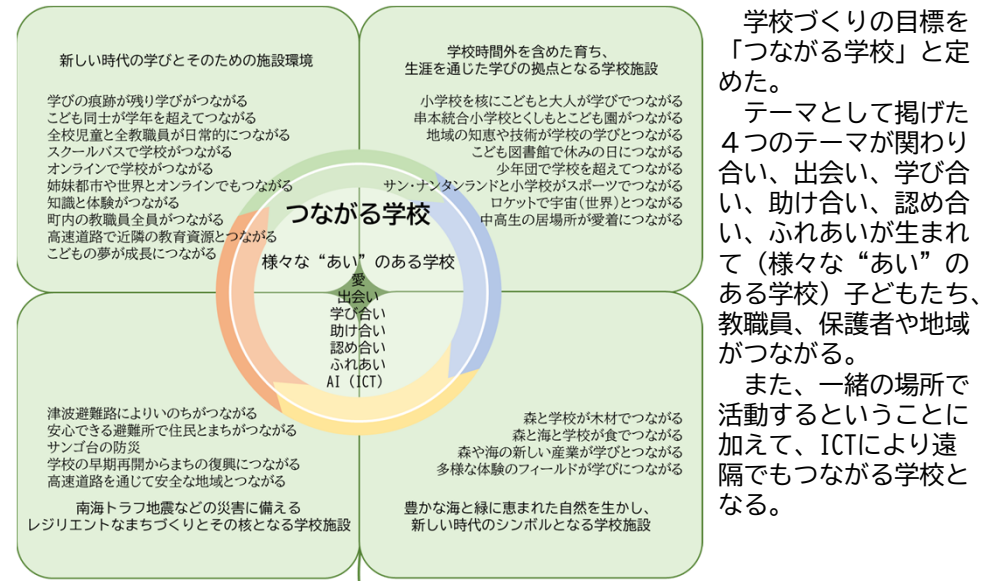 新しい時代の学びとそのための施設環境
学びの痕跡が残り学びがつながる
こども同士が学年を超えてつながる
全校児童と全教職員が日常的につながる
スクールバスで学校がつながる
オンラインで学校がつながる
姉妹都市や世界とオンラインでもつながる
知識と体験がつながる
町内の教職員全員がつながる
高速道路で近隣の教育資源とつながる
こどもの夢が成長につながる
学校時間外を含めた育ち、
生涯を通じた学びの拠点となる学校施設
小学校を核にこどもと大人が学びでつながる
串本統合小学校とくしもとこども園がつながる
地域の知恵や技術が学校の学びとつながる
こども図書館で休みの日につながる
少年団で学校を超えてつながる
サン・ナンタンランドと小学校がスポーツでつながる
ロケットで宇宙(世界)とつながる
中高生の居場所が愛着につながる
つながる学校
様々な“あい”のある学校
愛
出会い
学び合い
助け合い
認め合い
ふれあい
AI(ICT)
津波避難路によりいのちがつながる
安心できる避難所で住民とまちがつながる
サンゴ台の防災
学校の早期再開からまちの復興につながる
高速道路を通じて安全な地域とつながる
南海トラフ地震などの災害に備える
レジリエントなまちづくりとその核となる学校施設
森と学校が木材でつながる
森と海と学校が食でつながる
森や海の新しい産業が学びとつながる
多様な体験のフィールドが学びにつながる
豊かな海と緑に恵まれた自然を生かし、
新しい時代のシンボルとなる学校施設
学校づくりの目標を
「つながる学校」と定
めた。
テーマとして掲げた
４つのテーマが関わり
合い、出会い、学び合
い、助け合い、認め合
い、ふれあいが生まれ
て（様々な“あい”の
ある学校）子どもたち、
教職員、保護者や地域
がつながる。
また、一緒の場所で
活動するということに
加えて、ICTにより遠
隔でもつながる学校と
なる。